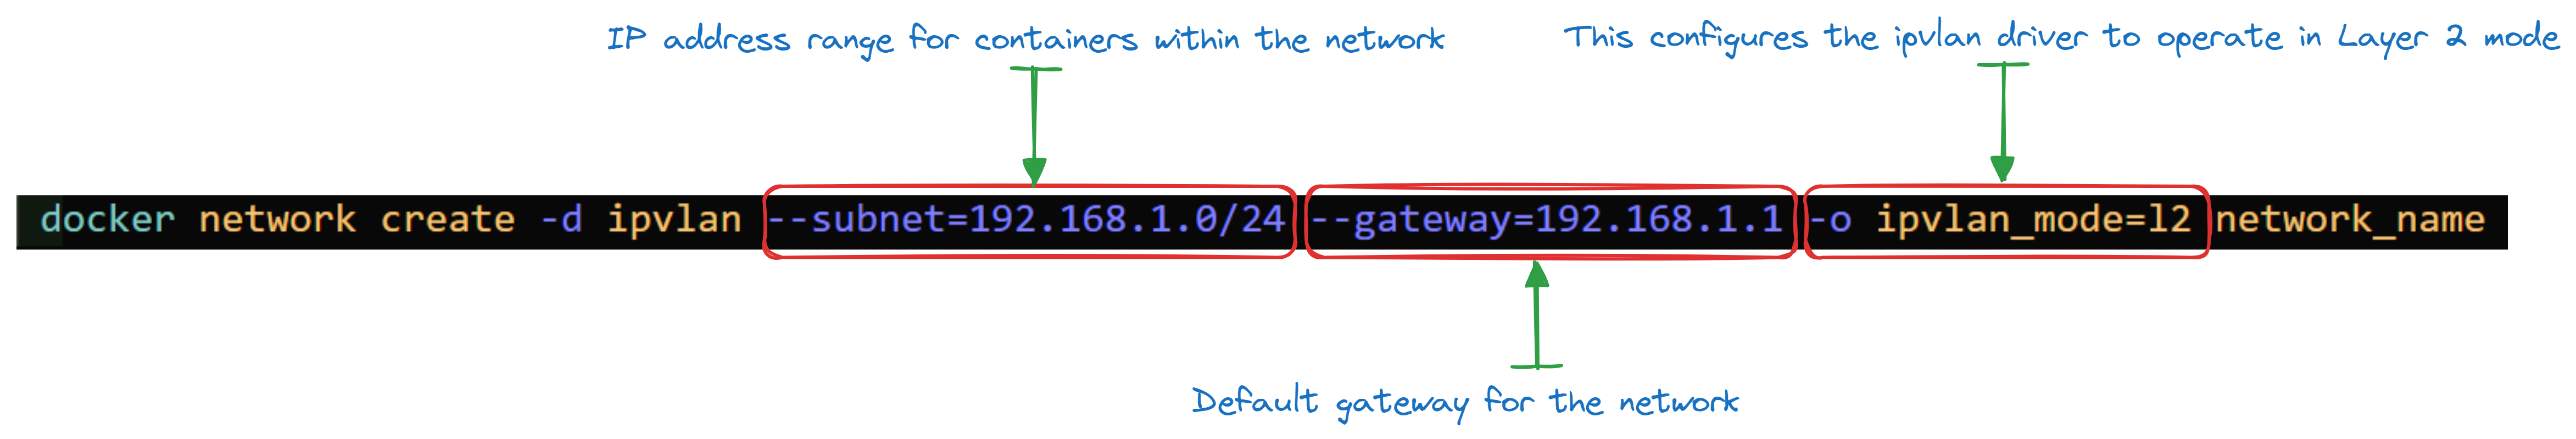 IP address range for containers within the network
This configures the ipvlan driver to operate in Layer 2 mode
docker network create -d ipvlan --subnet=192.168.1.0/24 --gateway=192.168.1.1 -o ipvlan_mode=l2 network_name
Default gateway for the network